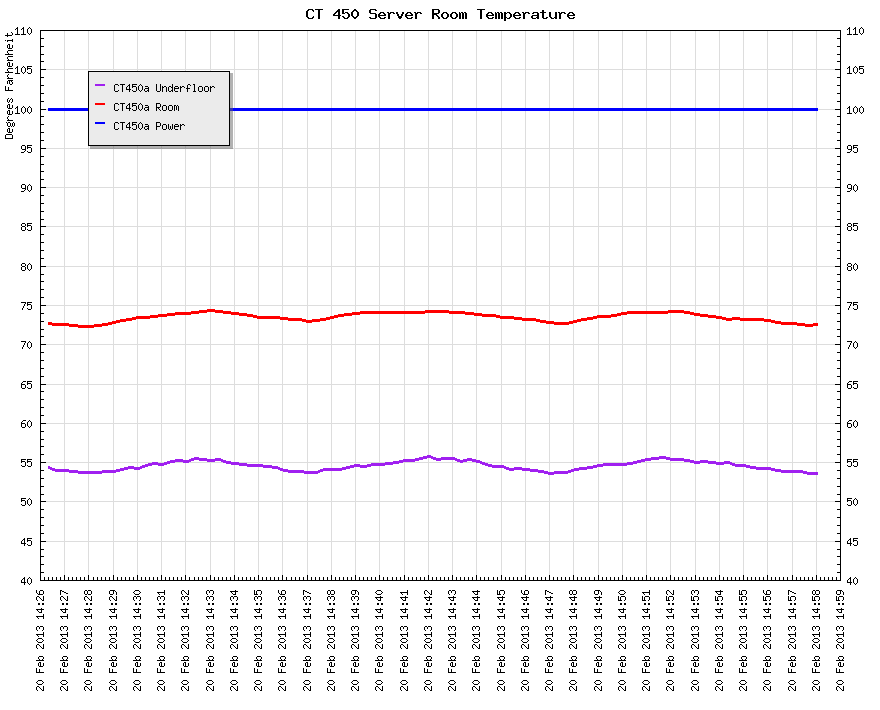 CT 450 Server Room Temperature
Degrees Farhenheit
110
105
100
95
90
85
80
75
70
65
60
55
50
45
40
CT450a Underfloor
CT450a Room
CT450a Power
110
105
100
95
90
85
80
75
70
65
60
55
50
45
40
20 Feb 2013 14:26
20 Feb 2013 14:27
20 Feb 2013 14:28
20 Feb 2013 14:29
20 Feb 2013 14:30
20 Feb 2013 14:31
20 Feb 2013 14:32
20 Feb 2013 14:33
20 Feb 2013 14:34
20 Feb 2013 14:35
20 Feb 2013 14:36
20 Feb 2013 14:37
20 Feb 2013 14:38
20 Feb 2013 14:39
20 Feb 2013 14:40
20 Feb 2013 14:41
20 Feb 2013 14:42
20 Feb 2013 14:43
20 Feb 2013 14:44
20 Feb 2013 14:45
20 Feb 2013 14:46
20 Feb 2013 14:47
20 Feb 2013 14:48
20 Feb 2013 14:49
20 Feb 2013 14:50
20 Feb 2013 14:51
20 Feb 2013 14:52
20 Feb 2013 14:53
20 Feb 2013 14:54
20 Feb 2013 14:55
20 Feb 2013 14:56
20 Feb 2013 14:57
20 Feb 2013 14:58
20 Feb 2013 14:59